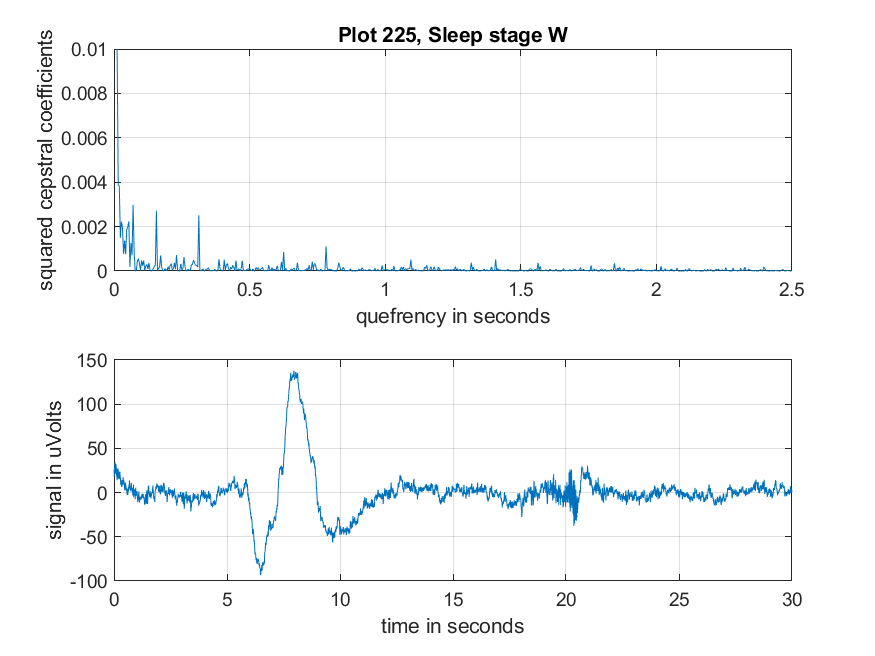 Plot 225, Sleep stage W
squared cepstral coefficients
0.01
0.008
0.006
0.004
0.002
0
0 0.5 1 1.5 2 2.5
quefrency in seconds
signal in uVolts
150
100
50
0
-50
-100
0 5 10 15 20 25 30
time in seconds